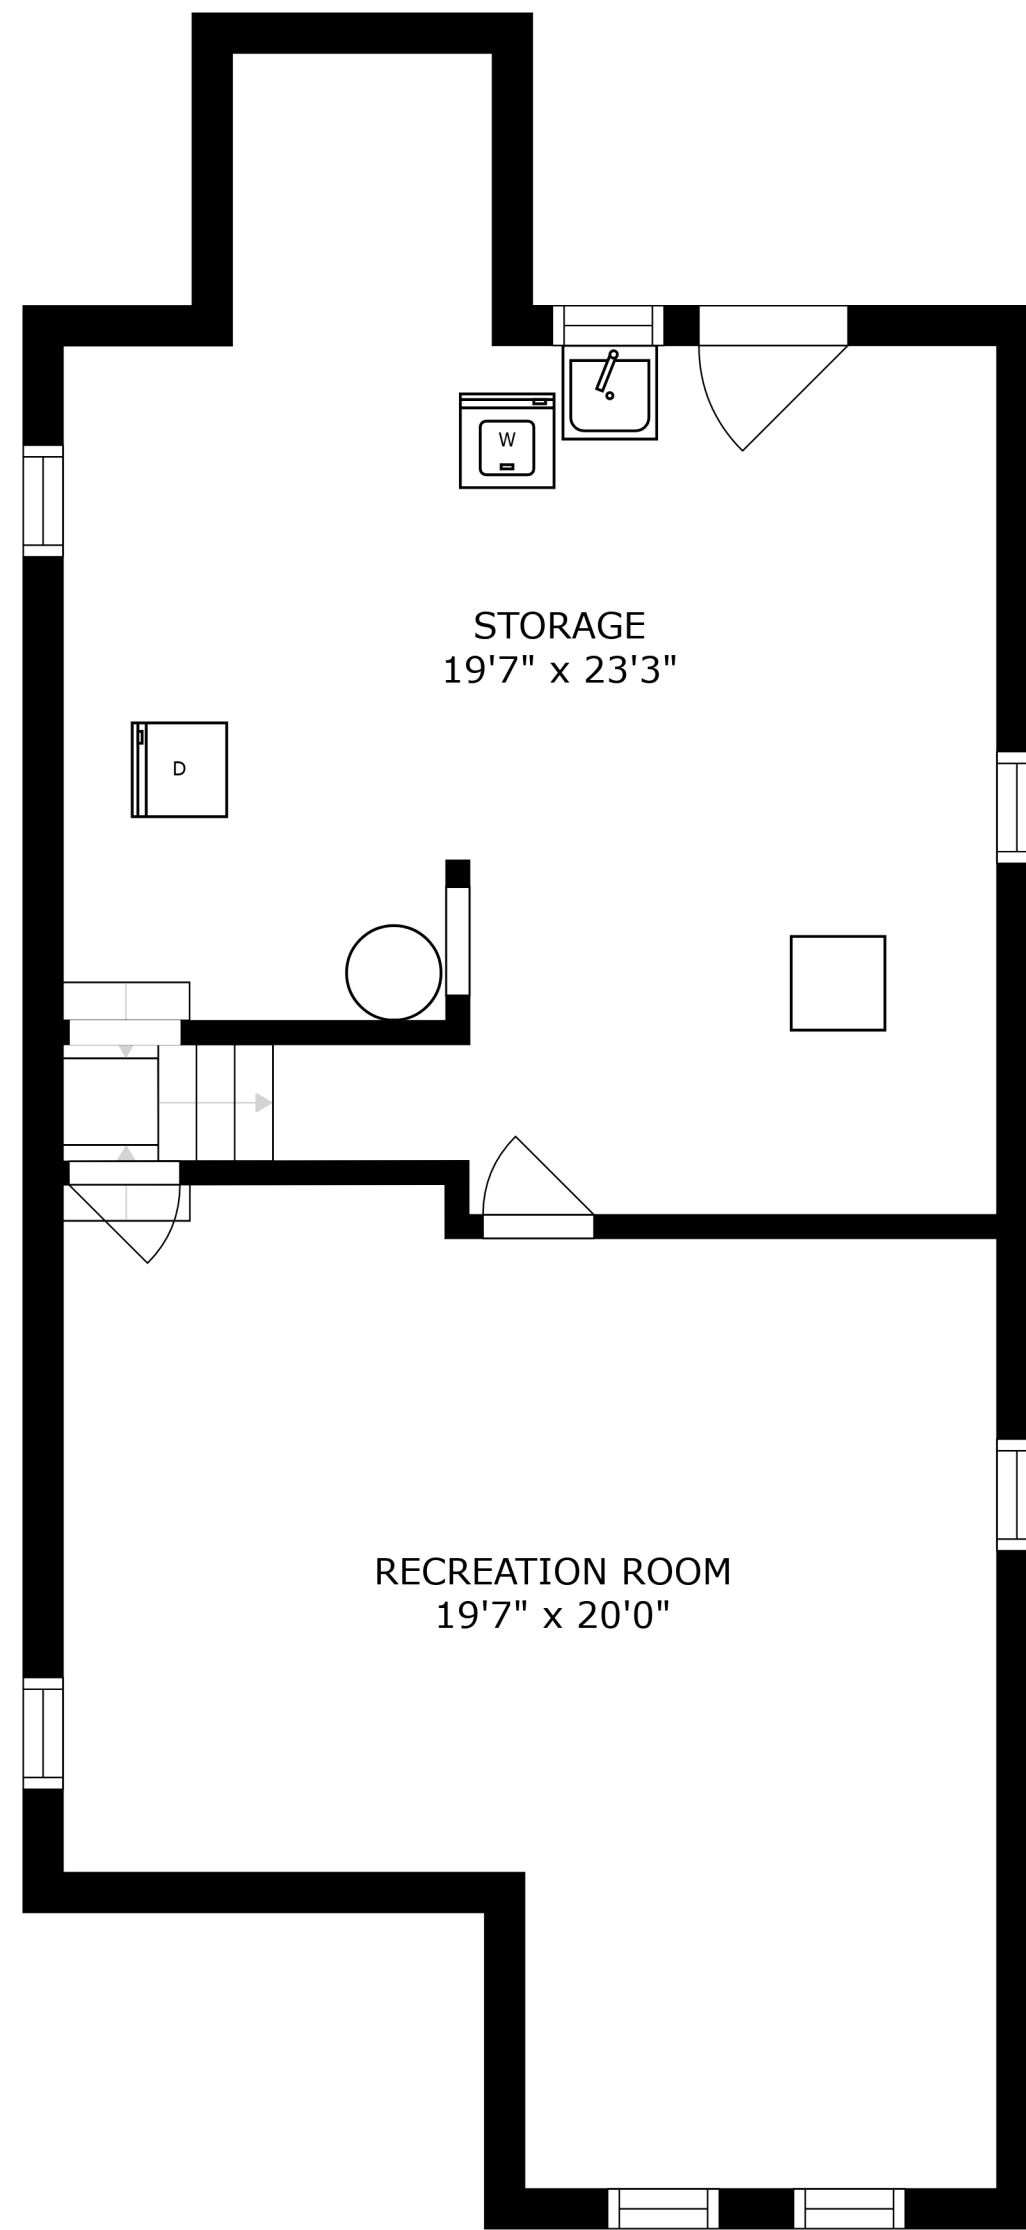 W
STORAGE
19'7" x 23'3"
D
RECREATION ROOM
19'7" x 20'0"